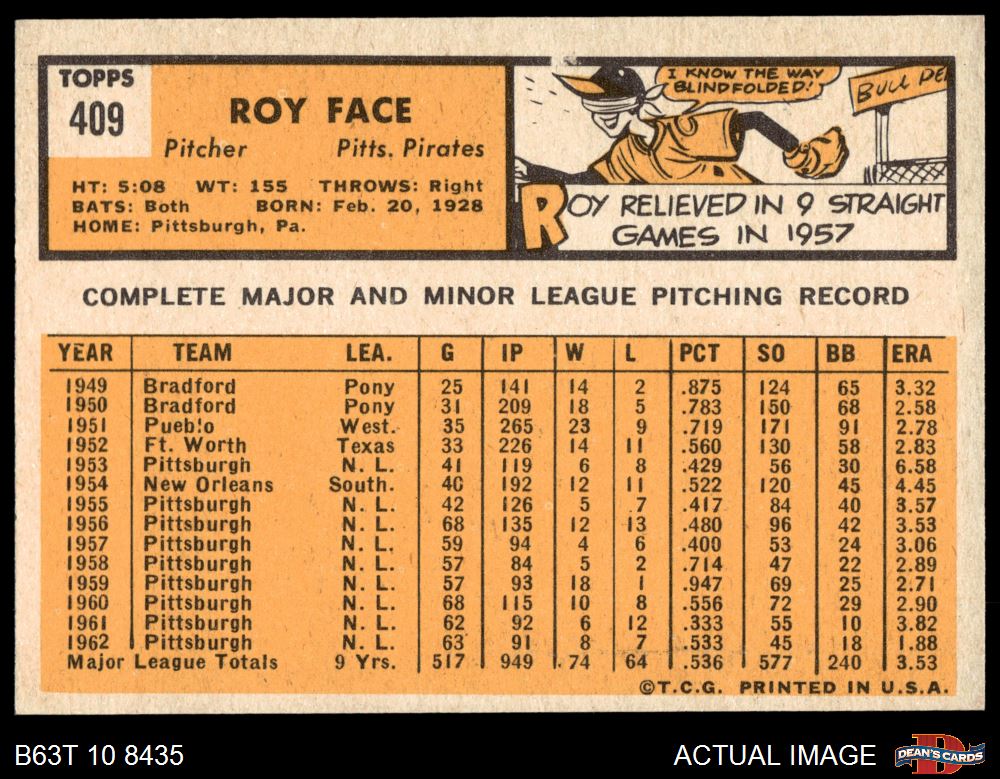 TOPPS
409
ROY FACE
Pitcher Pitts. Pirates
HT: 5:08 WT: 155 THROWS: Right
BATS: Both BORN: Feb. 20, 1928
HOME: Pittsburgh, Pa.
I KNOW THE WAY
BLINDFOLDED!
BULL PE
ROY RELIEVED IN 9 STRAIGHT
GAMES IN 1957
COMPLETE MAJOR AND MINOR LEAGUE PITCHING RECORD
YEAR TEAM LEA. G IP W L PCT SO BB ERA
1949 Bradford Pony 25 141 14 2 .875 124 65 3.32
1950 Bradford Pony 31 209 18 5 .783 150 68 2.58
1951 Pueblo West. 35 265 23 9 .719 171 91 2.78
1952 Ft. Worth Texas 33 226 14 11 .560 130 58 2.83
1953 Pittsburgh N. L. 41 119 6 8 .429 56 30 6.58
1954 New Orleans South. 40 192 12 11 .522 120 45 4.45
1955 Pittsburgh N. L. 42 126 5 7 .417 84 40 3.57
1956 Pittsburgh N. L. 68 135 12 13 .480 96 42 3.53
1957 Pittsburgh N. L. 59 94 4 6 .400 53 24 3.06
1958 Pittsburgh N. L. 57 84 5 2 .714 47 22 2.89
1959 Pittsburgh N. L. 57 93 18 1 .947 69 25 2.71
1960 Pittsburgh N. L. 68 115 10 8 .556 72 29 2.90
1961 Pittsburgh N. L. 62 92 6 12 .333 55 10 3.82
1962 Pittsburgh N. L. 63 91 8 7 .533 45 18 1.88
Major League Totals 9 Yrs. 517 949 74 64 .536 577 240 3.53
©T.C.G. PRINTED IN U.S.A.
B63T 10 8435 ACTUAL IMAGE DEAN'S CARDS